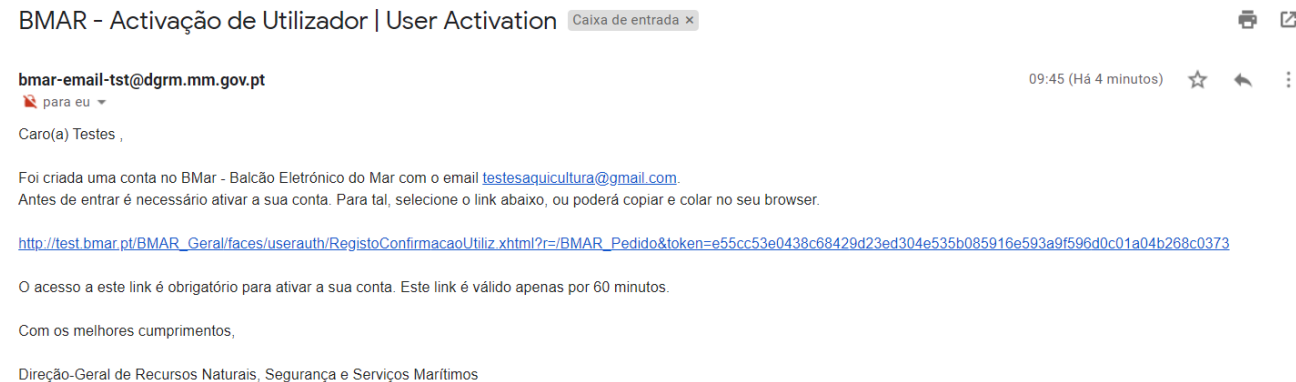 BMAR - Activação de Utilizador | User Activation Caixa de entrada ×
bmar-email-tst@dgrm.mm.gov.pt 09:45 (Há 4 minutos)
para eu
Caro(a) Testes ,
Foi criada uma conta no BMar - Balcão Eletrónico do Mar com o email testesaquicultura@gmail.com.
Antes de entrar é necessário ativar a sua conta. Para tal, selecione o link abaixo, ou poderá copiar e colar no seu browser.
http://test.bmar.pt/BMAR_Geral/faces/userauth/RegistoConfirmacaoUtiliz.xhtml?r=/BMAR_Pedido&token=e55cc53e0438c68429d23ed304e535b085916e593a9f596d0c01a04b268c0373
O acesso a este link é obrigatório para ativar a sua conta. Este link é válido apenas por 60 minutos.
Com os melhores cumprimentos,
Direção-Geral de Recursos Naturais, Segurança e Serviços Marítimos